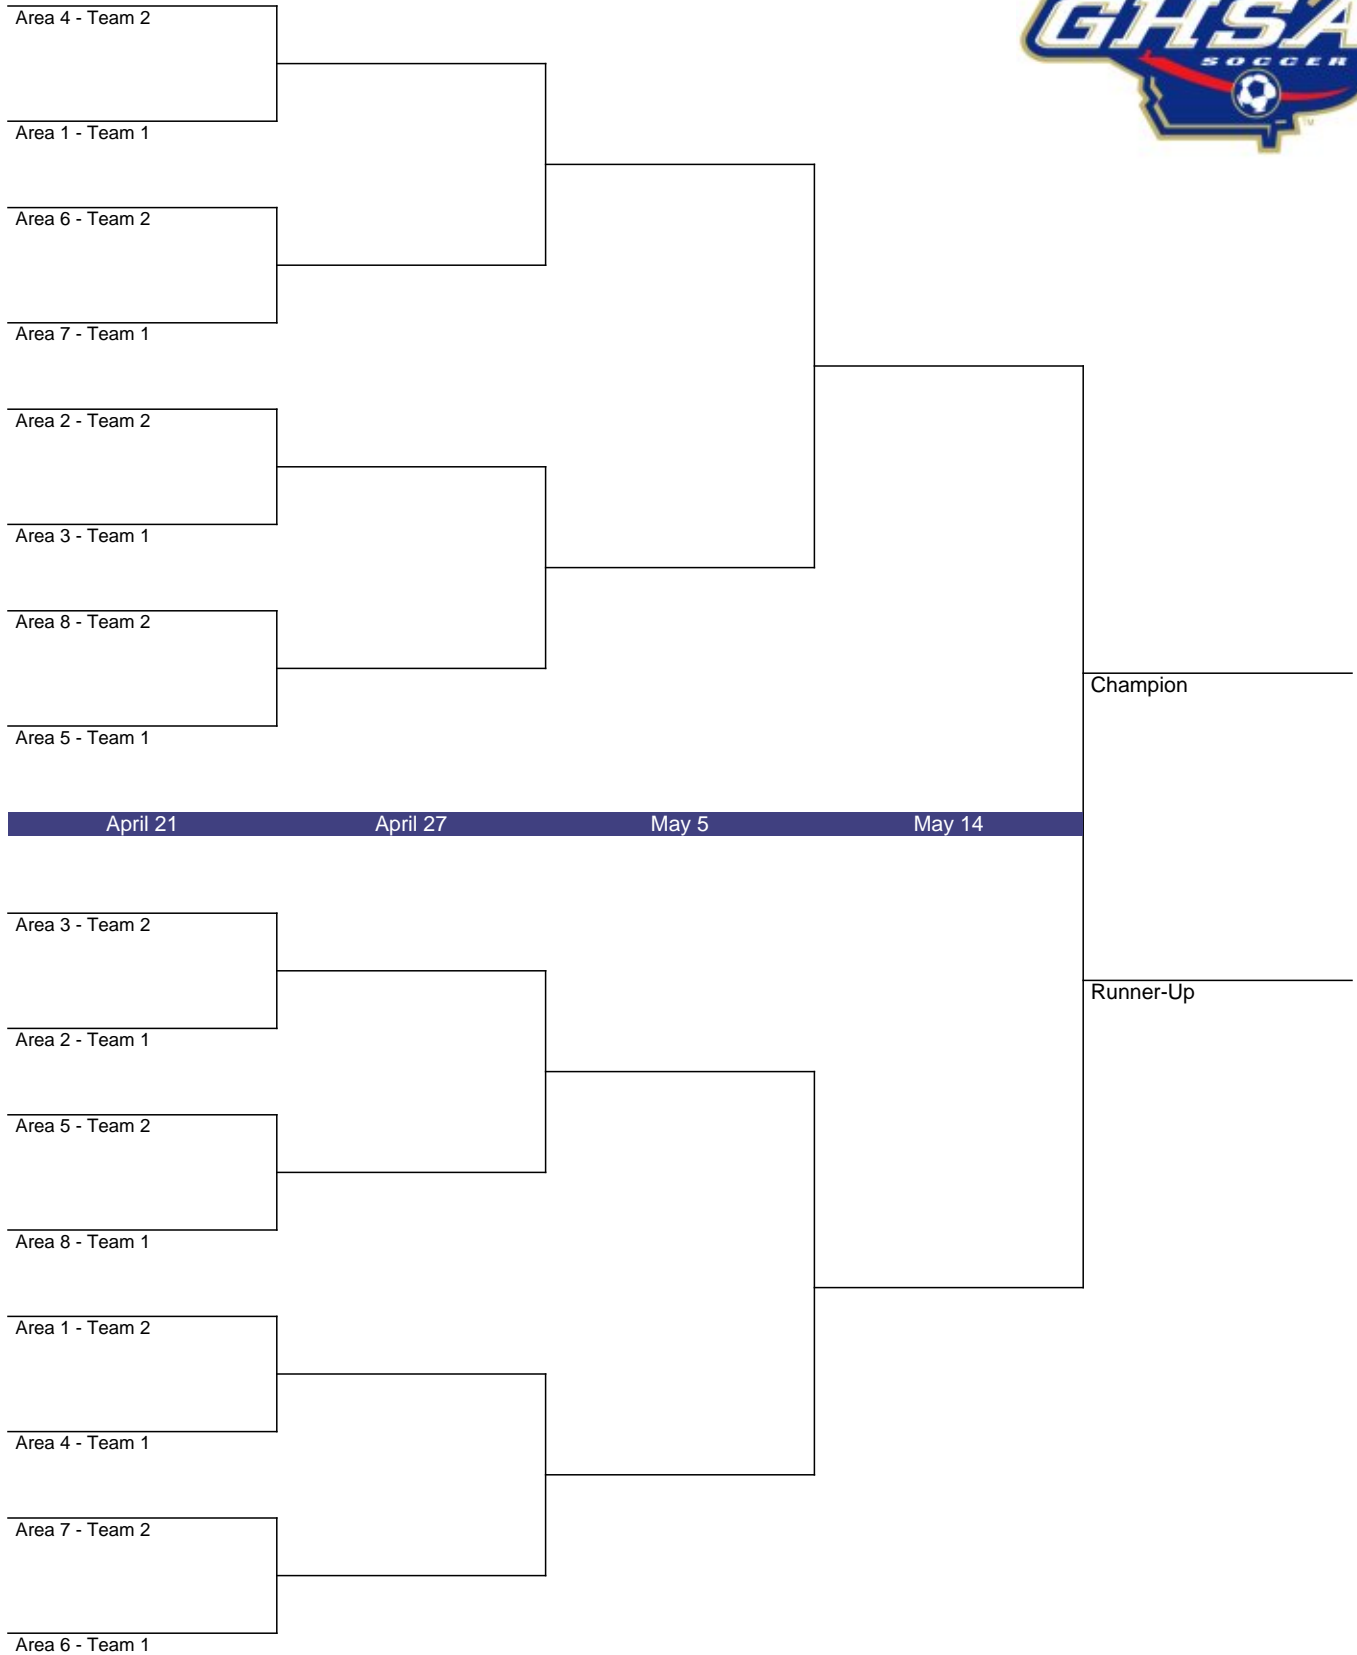 GHSA
SOCCER
Area 4 - Team 2
Area 1 - Team 1
Area 6 - Team 2
Area 7 - Team 1
Area 2 - Team 2
Area 3 - Team 1
Area 8 - Team 2
Champion
Area 5 - Team 1
April 21 April 27 May 5 May 14
Area 3 - Team 2
Runner-Up
Area 2 - Team 1
Area 5 - Team 2
Area 8 - Team 1
Area 1 - Team 2
Area 4 - Team 1
Area 7 - Team 2
Area 6 - Team 1